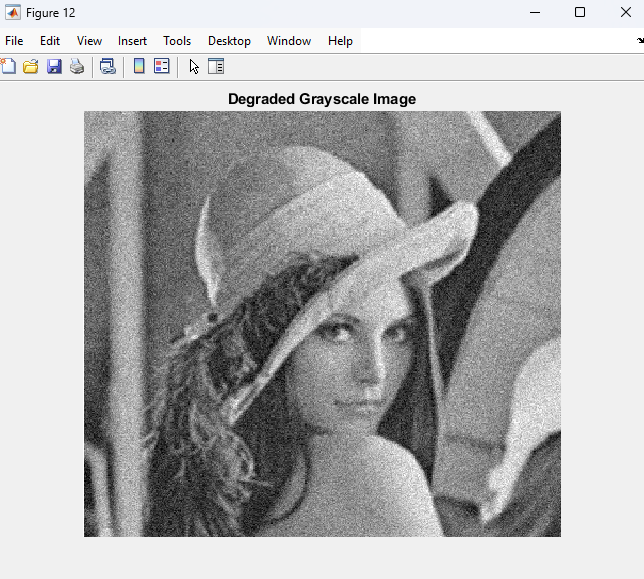 Figure 12
File Edit View Insert Tools Desktop Window Help
Degraded Grayscale Image